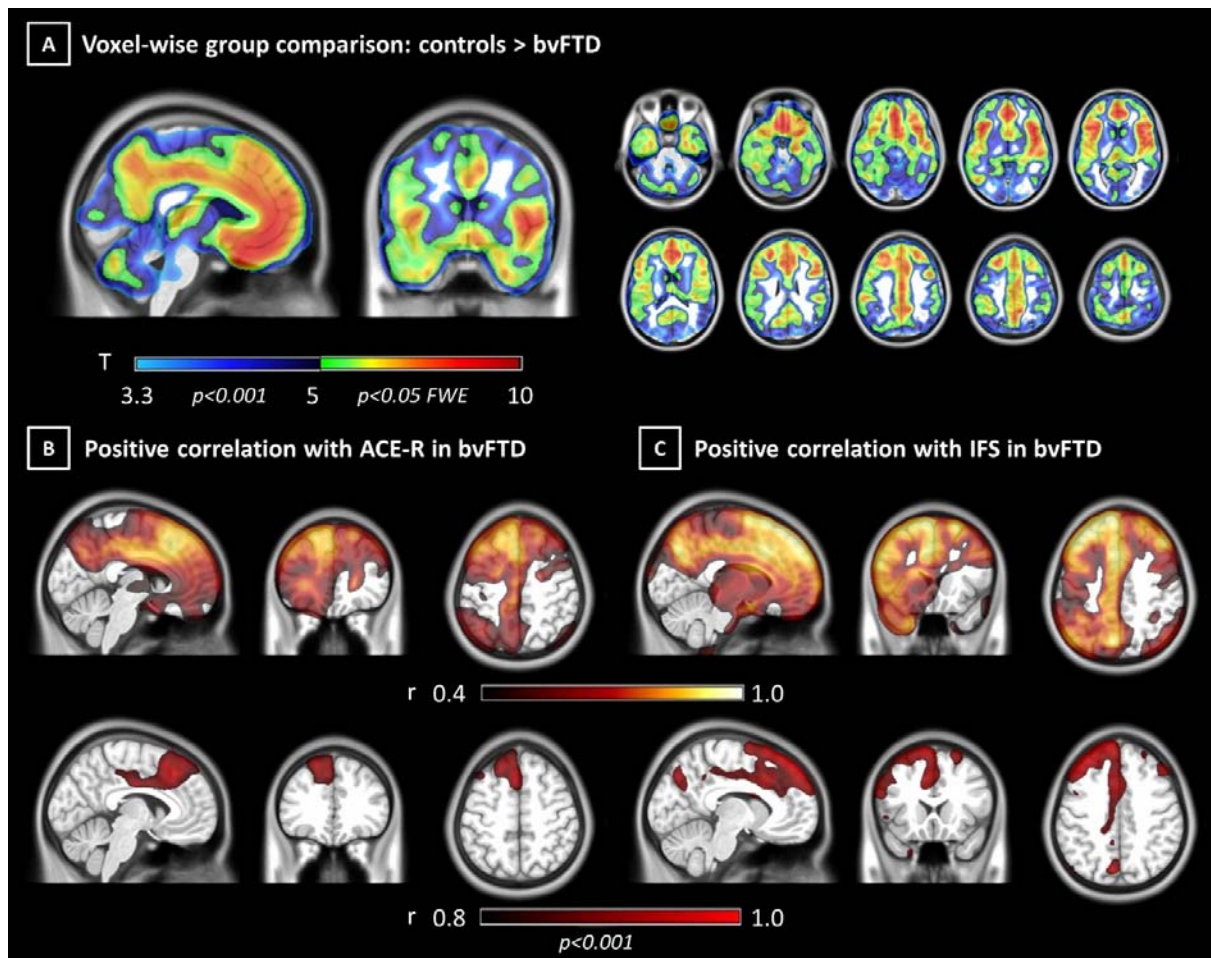 A Voxel-wise group comparison: controls > bvFTD
T
3.3 p<0.001 5 p<0.05 FWE 10
B Positive correlation with ACE-R in bvFTD
C Positive correlation with IFS in bvFTD
r 0.4 1.0
r 0.8 1.0
p<0.001